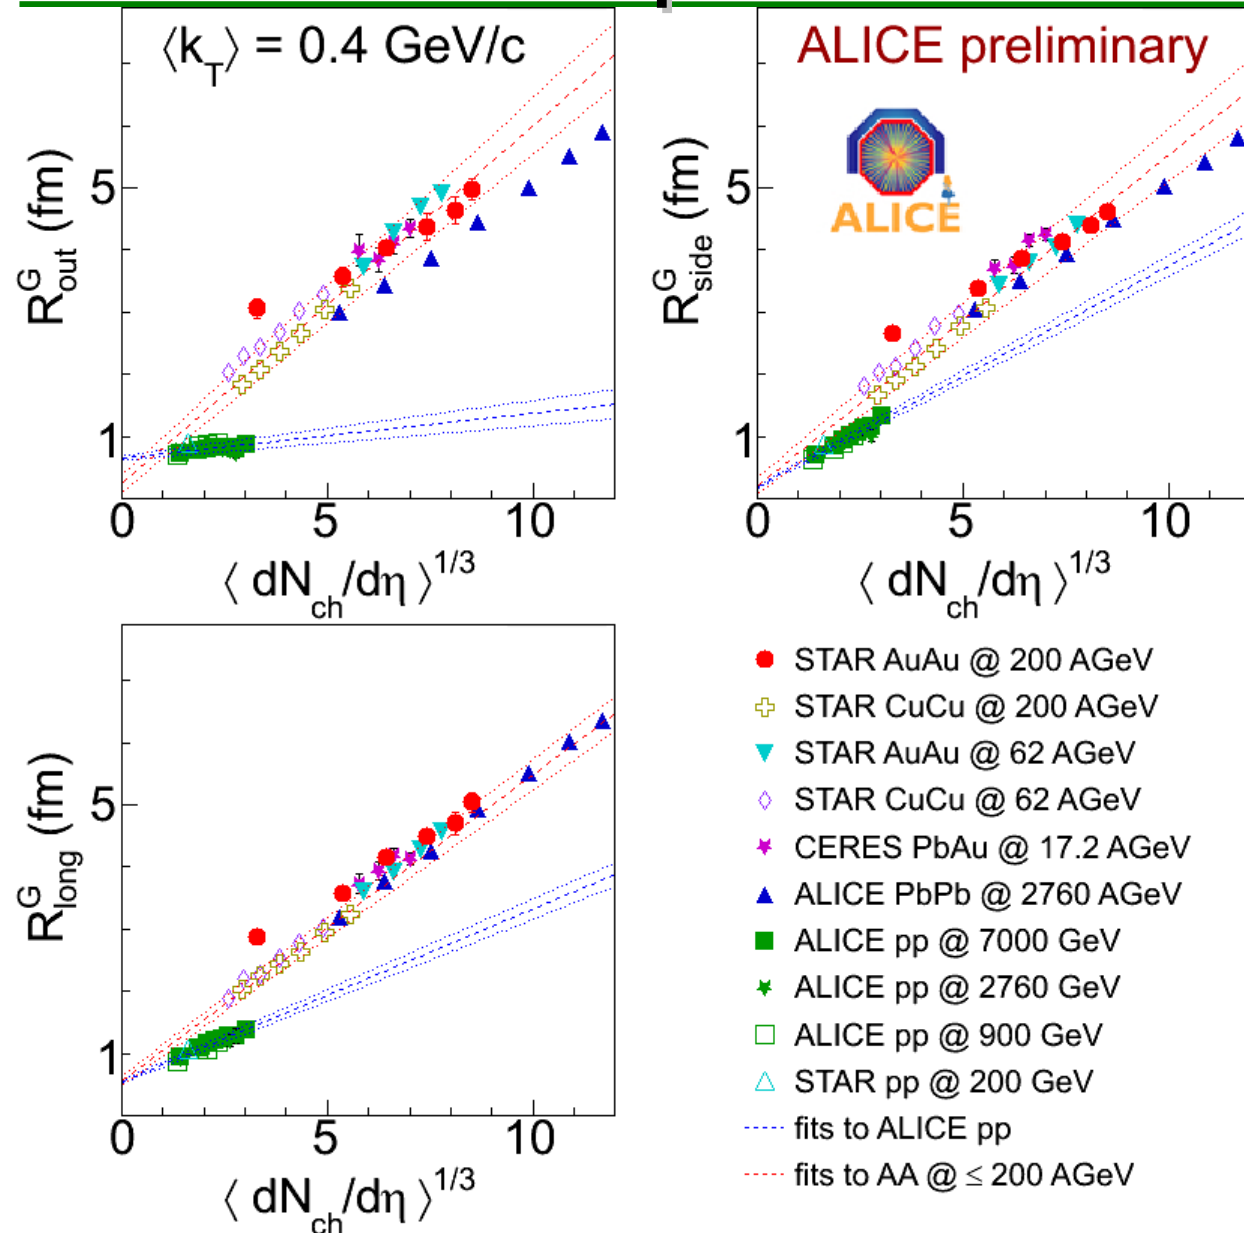 ⟨k_T⟩ = 0.4 GeV/c
R^G_out (fm)
5
1
0 5 10
⟨ dN_ch/dη ⟩^1/3
ALICE preliminary
ALICE
R^G_side (fm)
5
1
0 5 10
⟨ dN_ch/dη ⟩^1/3
R^G_long (fm)
5
1
0 5 10
⟨ dN_ch/dη ⟩^1/3
STAR AuAu @ 200 AGeV
STAR CuCu @ 200 AGeV
STAR AuAu @ 62 AGeV
STAR CuCu @ 62 AGeV
CERES PbAu @ 17.2 AGeV
ALICE PbPb @ 2760 AGeV
ALICE pp @ 7000 GeV
ALICE pp @ 2760 GeV
ALICE pp @ 900 GeV
STAR pp @ 200 GeV
fits to ALICE pp
fits to AA @ ≤ 200 AGeV